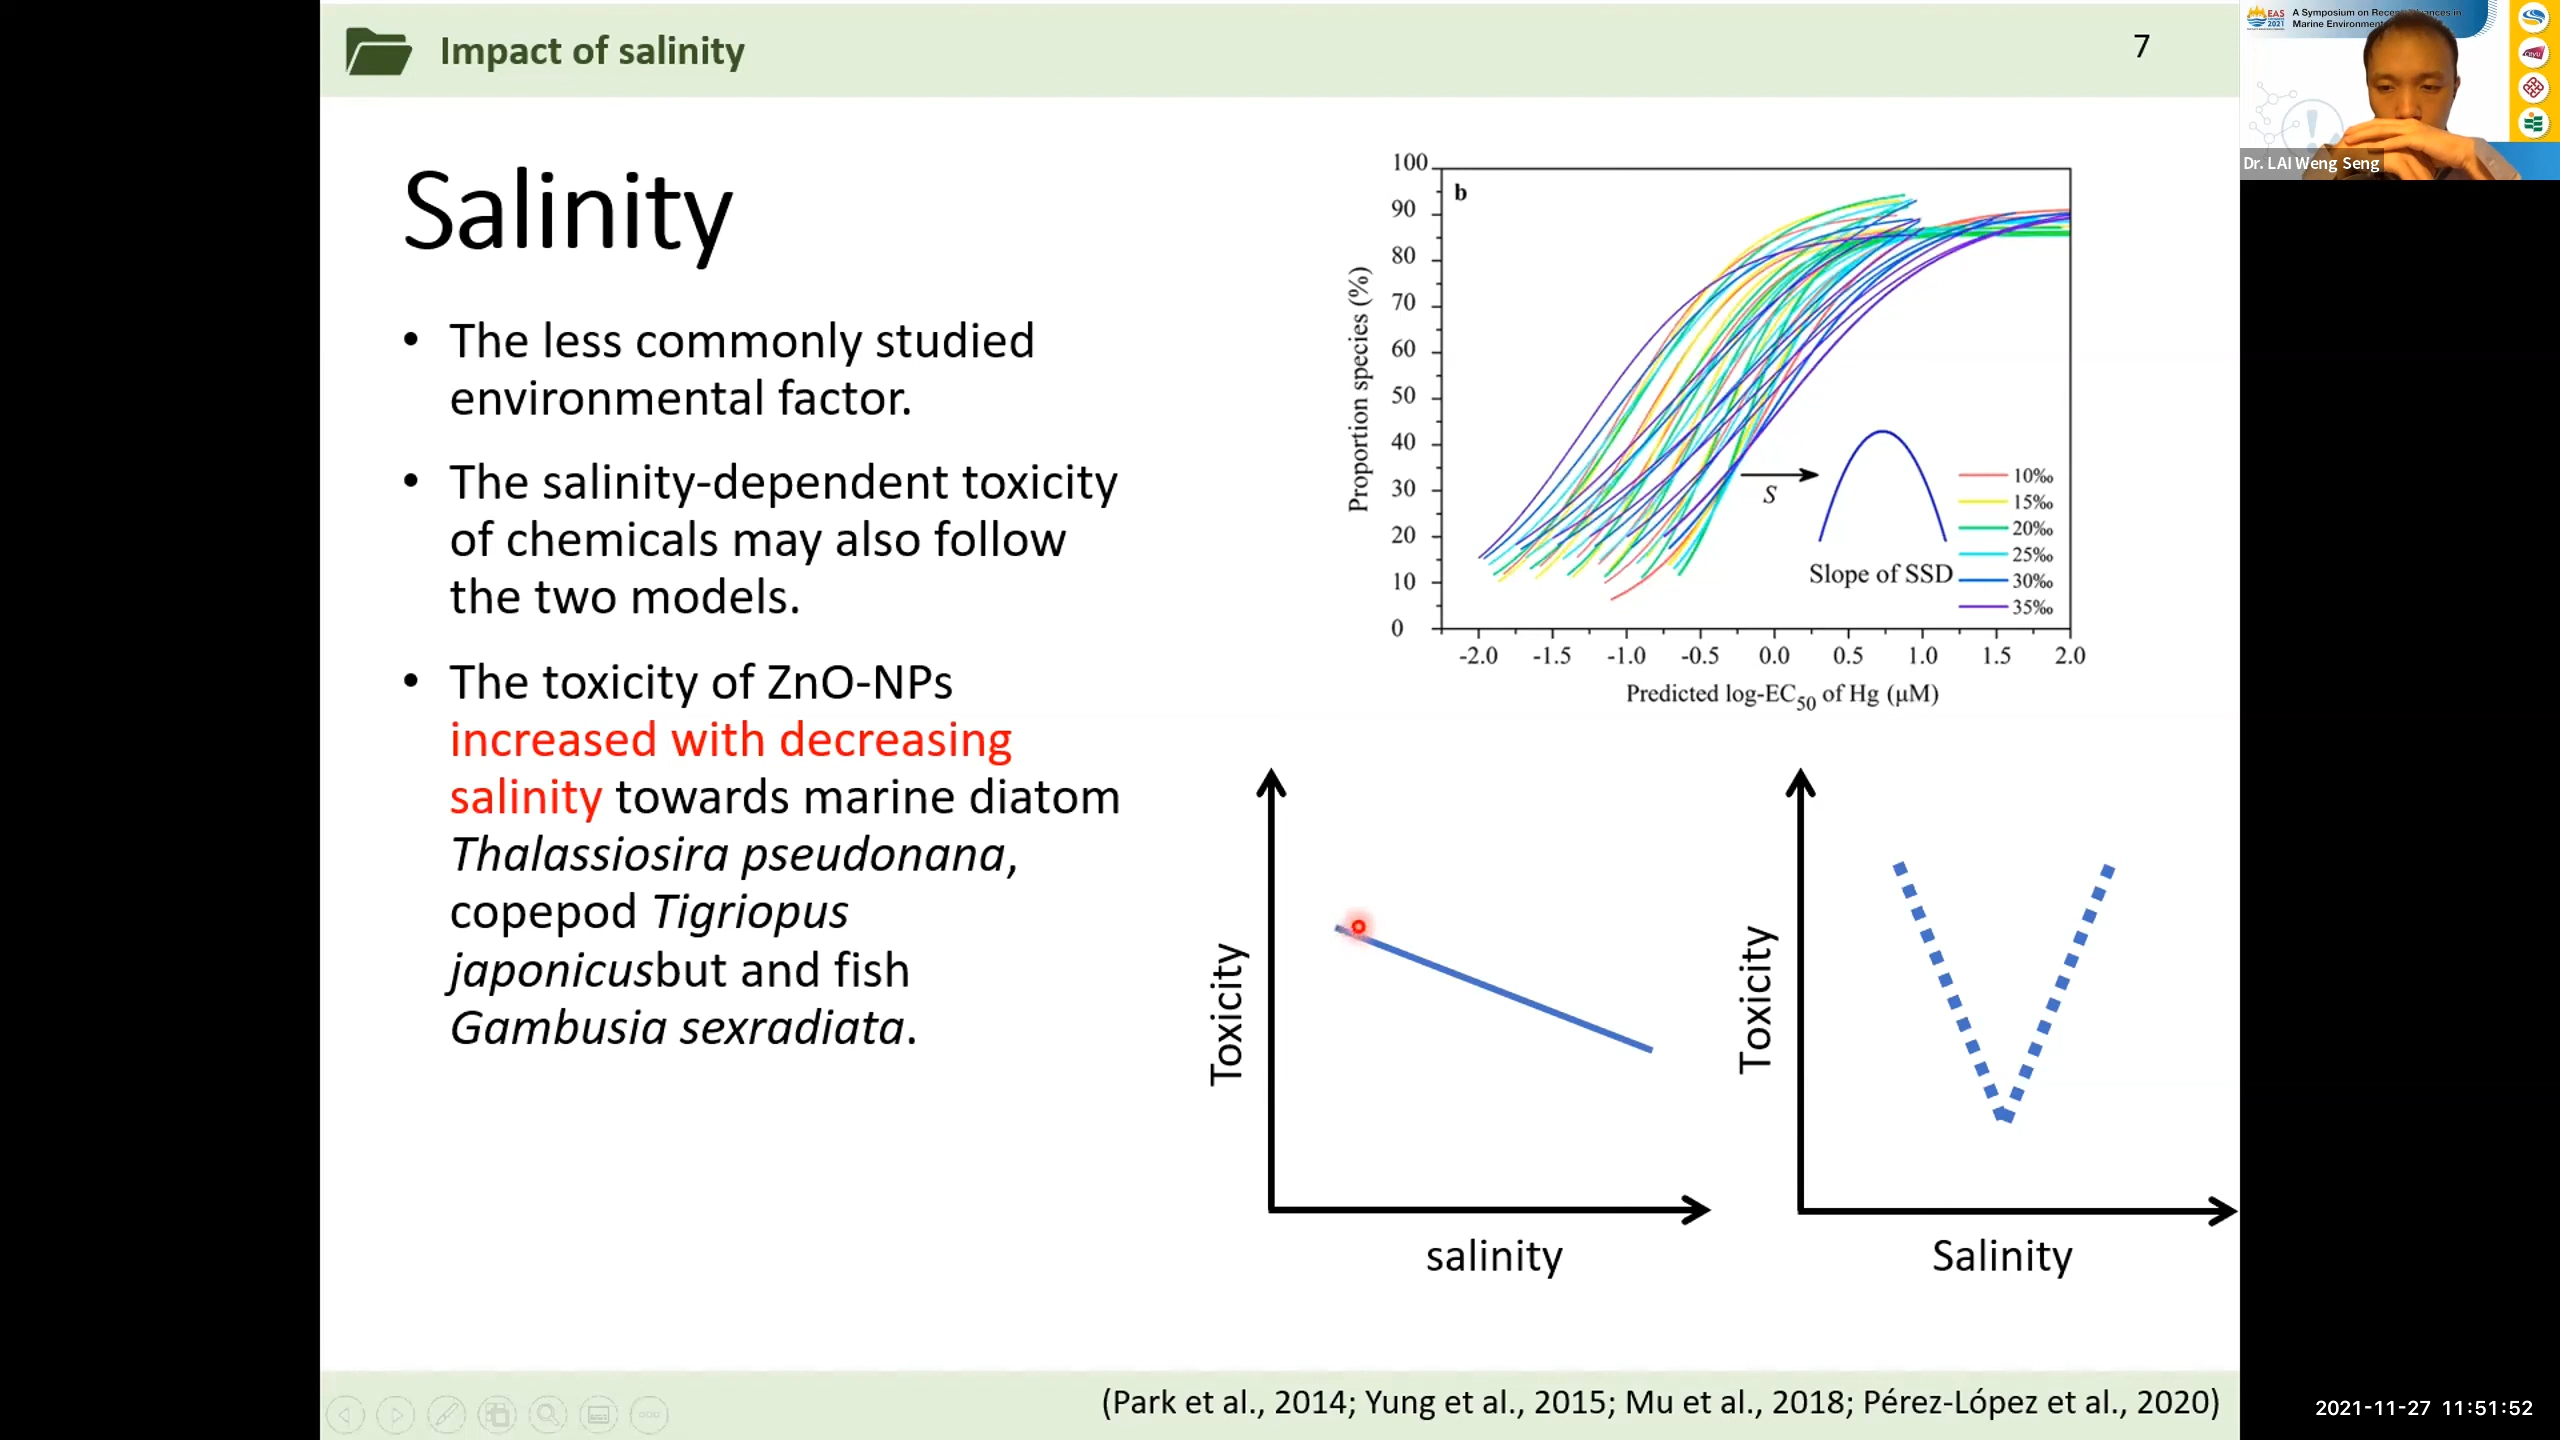 Impact of salinity
7
Salinity
• The less commonly studied
environmental factor.
• The salinity-dependent toxicity
of chemicals may also follow
the two models.
• The toxicity of ZnO-NPs
increased with decreasing
salinity towards marine diatom
Thalassiosira pseudonana,
copepod Tigriopus
japonicusbut and fish
Gambusia sexradiata.
b
Proportion species (%)
100
90
80
70
60
50
40
30
20
10
0
-2.0 -1.5 -1.0 -0.5 0.0 0.5 1.0 1.5 2.0
Predicted log-EC50 of Hg (μM)
S
Slope of SSD
10‰
15‰
20‰
25‰
30‰
35‰
Toxicity
salinity
Toxicity
Salinity
(Park et al., 2014; Yung et al., 2015; Mu et al., 2018; Pérez-López et al., 2020)
EAS
2021
A Symposium on
Marine
Dr. LAI Weng Seng
2021-11-27 11:51:52